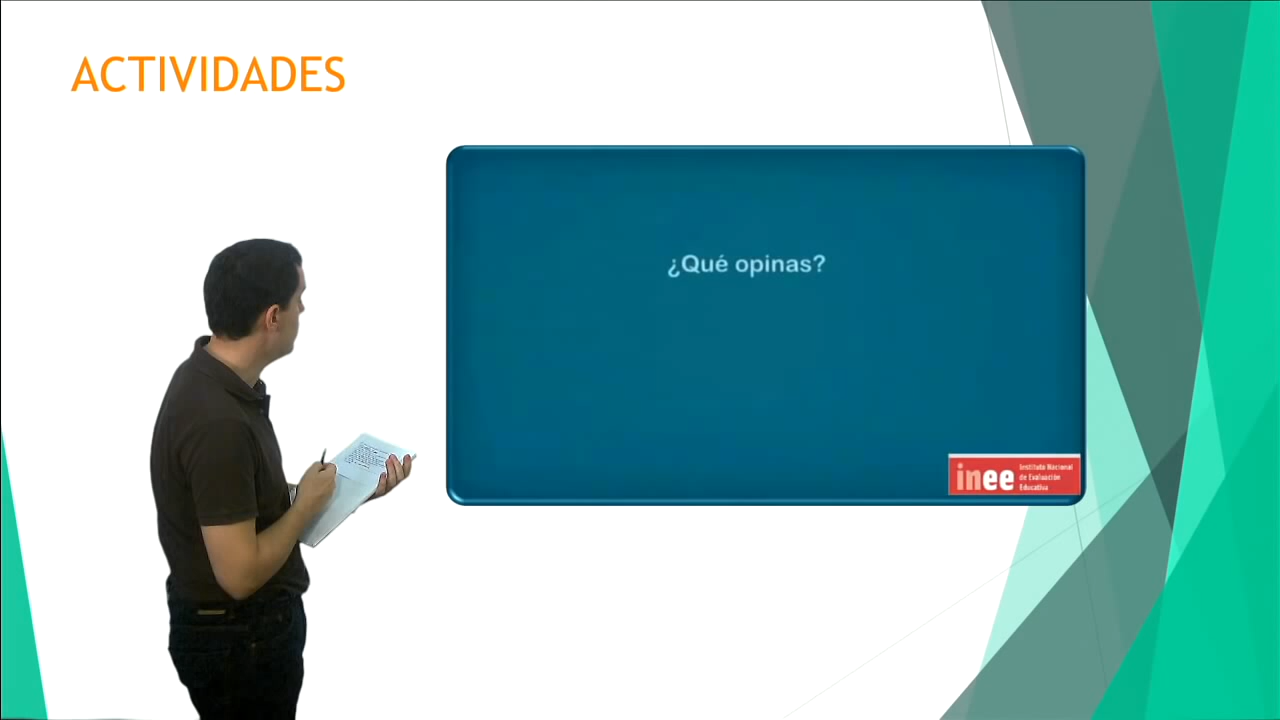 ACTIVIDADES
¿Qué opinas?
inee
Instituto Nacional
de Evaluación
Educativa